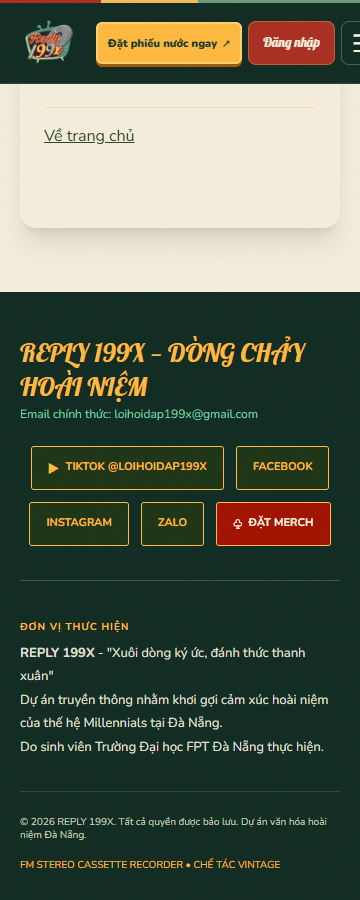 Reply
199x
Đặt phiếu nước ngay ↗
Đăng nhập
Về trang chủ
REPLY 199X – DÒNG CHẢY
HOÀI NIỆM
Email chính thức: loihoidap199x@gmail.com
▶ TIKTOK @LOIHOIDAP199X
FACEBOOK
INSTAGRAM
ZALO
♧ ĐẶT MERCH
ĐƠN VỊ THỰC HIỆN
REPLY 199X - "Xuôi dòng ký ức, đánh thức thanh
xuân"
Dự án truyền thông nhằm khơi gợi cảm xúc hoài niệm
của thế hệ Millennials tại Đà Nẵng.
Do sinh viên Trường Đại học FPT Đà Nẵng thực hiện.
© 2026 REPLY 199X. Tất cả quyền được bảo lưu. Dự án văn hóa hoài
niệm Đà Nẵng.
FM STEREO CASSETTE RECORDER • CHẾ TÁC VINTAGE